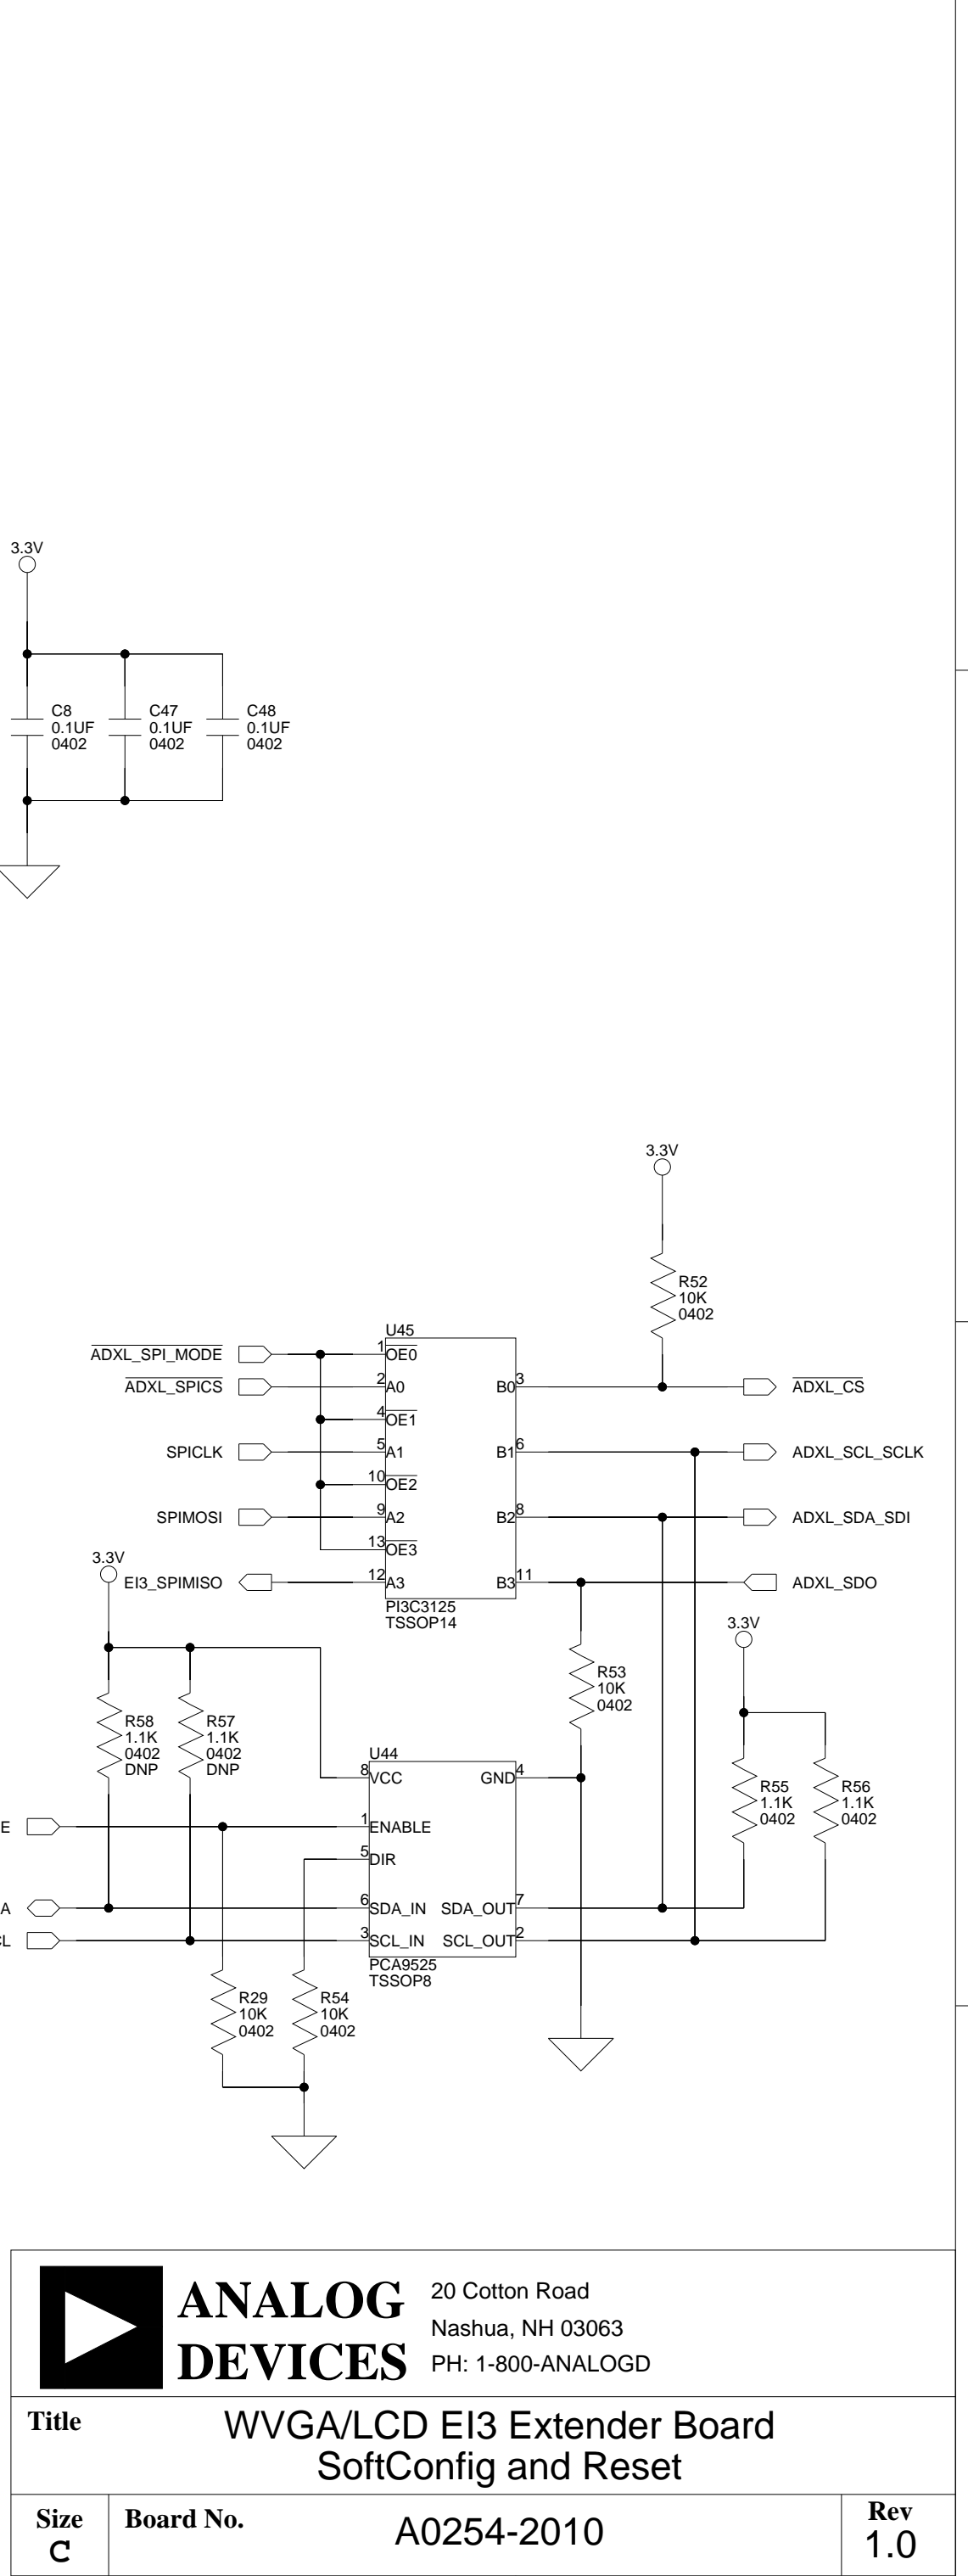 3.3V
C8
0.1UF
0402
C47
0.1UF
0402
C48
0.1UF
0402
3.3V
R52
10K
0402
U45
ADXL_SPI_MODE
1
OE0
ADXL_SPICS
2
A0
B0
3
ADXL_CS
4
OE1
SPICLK
5
A1
B1
6
ADXL_SCL_SCLK
10
OE2
SPIMOSI
9
A2
B2
8
ADXL_SDA_SDI
13
OE3
3.3V
EI3_SPIMISO
12
A3
B3
11
ADXL_SDO
PI3C3125
TSSOP14
3.3V
R53
10K
0402
R58
1.1K
0402
DNP
R57
1.1K
0402
DNP
U44
8
VCC
GND
4
R55
1.1K
0402
R56
1.1K
0402
E
1
ENABLE
5
DIR
A
6
SDA_IN
SDA_OUT
7
L
3
SCL_IN
SCL_OUT
2
PCA9525
TSSOP8
R29
10K
0402
R54
10K
0402
ANALOG
DEVICES
20 Cotton Road
Nashua, NH 03063
PH: 1-800-ANALOGD
Title
WVGA/LCD EI3 Extender Board
SoftConfig and Reset
Size
C
Board No.
A0254-2010
Rev
1.0